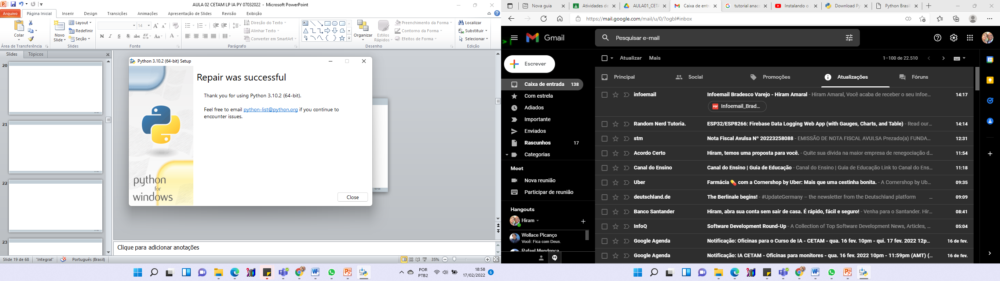 AULA 02 CETAM LP IA PY 07032022 - Microsoft PowerPoint
Arquivo Página Inicial Inserir Design Transições Animações Apresentação de Slides Revisão Exibição
Colar
Área de Transferência
Novo Slide
Layout
Redefinir
Seção
Slides
14
N I S S abc AV Aa A
Fonte
Direção do Texto
Alinhar Texto
Converter em SmartArt
Parágrafo
Organizar
Estilos Rápidos
Preenchimento da Forma
Contorno da Forma
Efeitos de Forma
Desenho
Localizar
Substituir
Selecionar
Edição
Slides Tópicos
20
21
22
23
Python 3.10.2 (64-bit) Setup
Repair was successful
Thank you for using Python 3.10.2 (64-bit).
Feel free to email python-list@python.org if you continue to
encounter issues.
python
for
windows
Close
19/100
Clique para adicionar anotações
Slide 19 de 68 "Integral" Português (Brasil) 35%
POR
PTB2
18:58
17/02/2022
6
Nova guia
Atividades de
AULA01_CETA
Caixa de entr
tutorial anac
Instalando o
Download Py
Python Brasil
https://mail.google.com/mail/u/0/?ogbl#inbox
Gmail
Pesquisar e-mail
Escrever
Atualizar Mais
1–100 de 22.510
Caixa de entrada 138
Com estrela
Adiados
Importante
Enviados
Rascunhos 17
Categorias
Meet
Nova reunião
Participar de reunião
Hangouts
Hiram
Wollace Picanço
Você: Fica com Deus.
Rafael Mendonça
Principal Social Promoções Atualizações Fóruns
infoemail Infoemail Bradesco Varejo - Hiram Amaral - Hiram Amaral, Você acaba de receber o seu Infoe... 14:17
PDF Infoemail_Brad...
Random Nerd Tutoria. ESP32/ESP8266: Firebase Data Logging Web App (with Gauges, Charts, and Table) - Read our... 14:14
stm Nota Fiscal Avulsa Nº 20223258088 - EMISSÃO DE NOTA FISCAL AVULSA Prezado(a) FUNDA... 12:31
Acordo Certo Hiram, temos uma proposta para você. - Quite sua dívida na maior empresa de renegociação d... 11:54
Canal do Ensino Canal do Ensino | Guia de Educação - Canal do Ensino | Guia de Educação Link to Canal do Ens... 11:18
Uber Farmácia 💊 com a Cornershop by Uber: Mais que uma cestinha bonita. - A Cornershop by Ub... 09:35
deutschland.de The Berlinale begins! - #UpdateGermany – the newsletter from the Deutschland platform ... 09:09
Banco Santander Hiram, abra sua conta sem sair de casa. É rápido, fácil e seguro! - Venha para o Santander. Hir... 08:41
InfoQ Software Development Round-Up - A Collection of Top Software Development News, Articles, ... 05:04
Google Agenda Notificação: Oficinas para o Curso de IA - CETAM - qua. 16 fev. 10pm - qui. 17 fev. 2022 12p... 16 de fev.
Google Agenda Notificação: IA CETAM - Oficinas para monitores - qua. 16 fev. 2022 10pm - 11:59pm (AMT) (... 16 de fev.